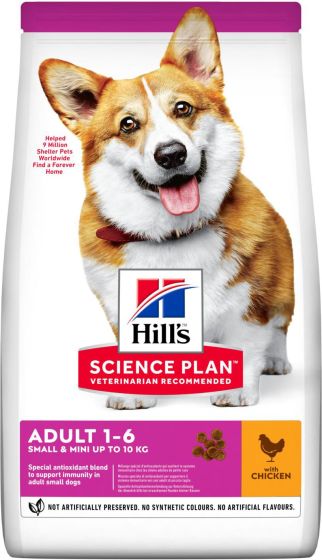 Helped
9 Million
Shelter Pets
Worldwide
Find a Forever
Home
Hill's
SCIENCE PLAN™
VETERINARIAN RECOMMENDED
ADULT 1-6
SMALL & MINI UP TO 10 KG
Special antioxidant blend
to support immunity in
adult small dogs
with
CHICKEN
NOT ARTIFICIALLY PRESERVED. NO SYNTHETIC COLOURS. NO ARTIFICIAL FLAVOURS.